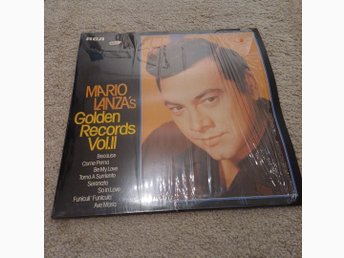 RCA
MARIO
LANZA's
Golden
Records
Vol.II
Because
Come Prima
Be My Love
Torna A Surriento
Serenata
So in Love
Funiculi' Funicula'
Ave Maria